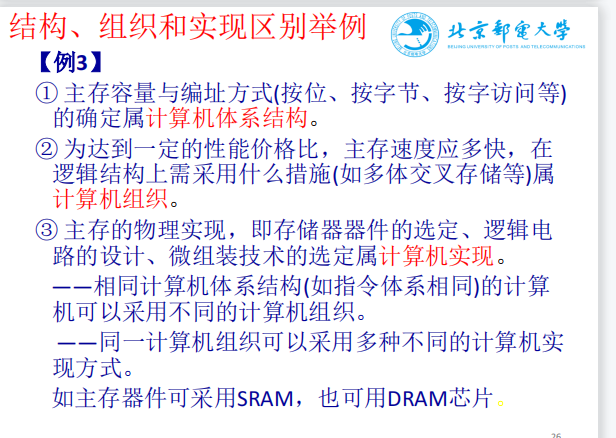 结构、组织和实现区别举例
北京邮电大学
BEIJING UNIVERSITY OF POSTS AND TELECOMMUNICATIONS
【例3】
① 主存容量与编址方式(按位、按字节、按字访问等)
的确定属计算机体系结构。
② 为达到一定的性能价格比，主存速度应多快，在
逻辑结构上需采用什么措施(如多体交叉存储等)属
计算机组织。
③ 主存的物理实现，即存储器器件的选定、逻辑电
路的设计、微组装技术的选定属计算机实现。
——相同计算机体系结构(如指令体系相同)的计算
机可以采用不同的计算机组织。
——同一计算机组织可以采用多种不同的计算机实
现方式。
如主存器件可采用SRAM，也可用DRAM芯片。
26